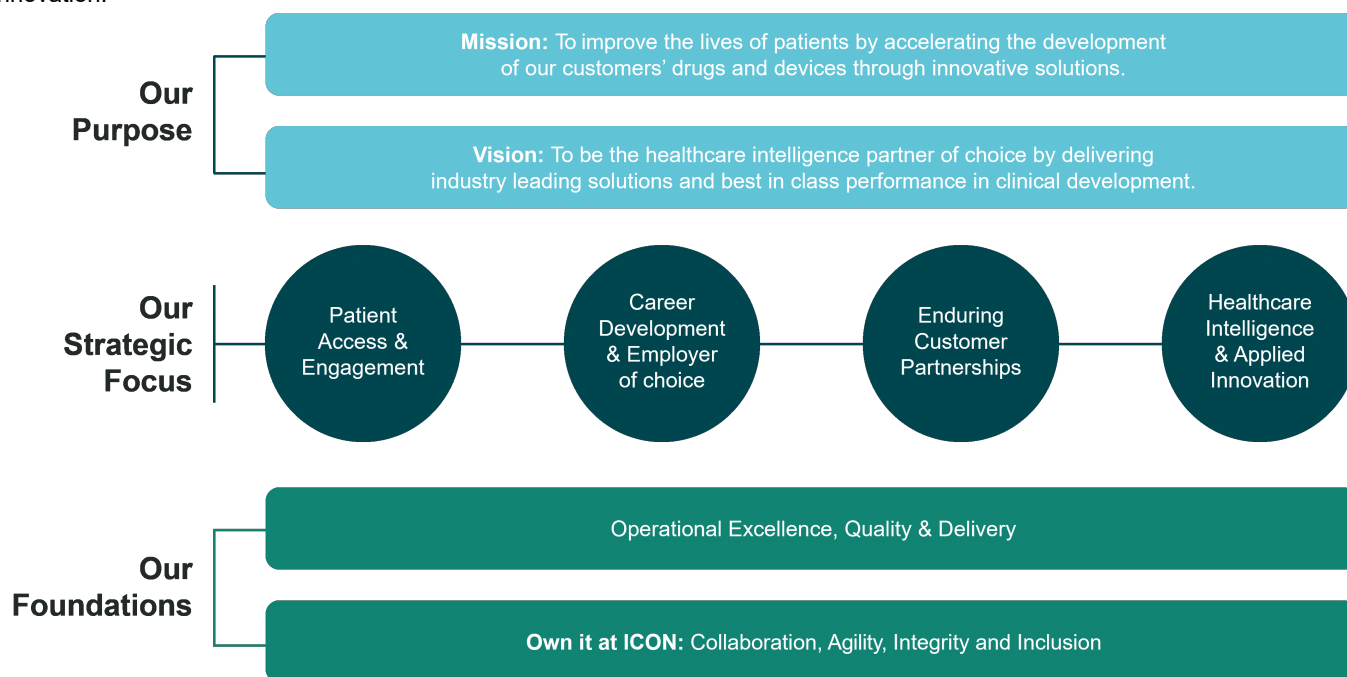 Our
Purpose
Mission: To improve the lives of patients by accelerating the development
of our customers’ drugs and devices through innovative solutions.
Vision: To be the healthcare intelligence partner of choice by delivering
industry leading solutions and best in class performance in clinical development.
Our
Strategic
Focus
Patient
Access &
Engagement
Career
Development
& Employer
of choice
Enduring
Customer
Partnerships
Healthcare
Intelligence
& Applied
Innovation
Our
Foundations
Operational Excellence, Quality & Delivery
Own it at ICON: Collaboration, Agility, Integrity and Inclusion